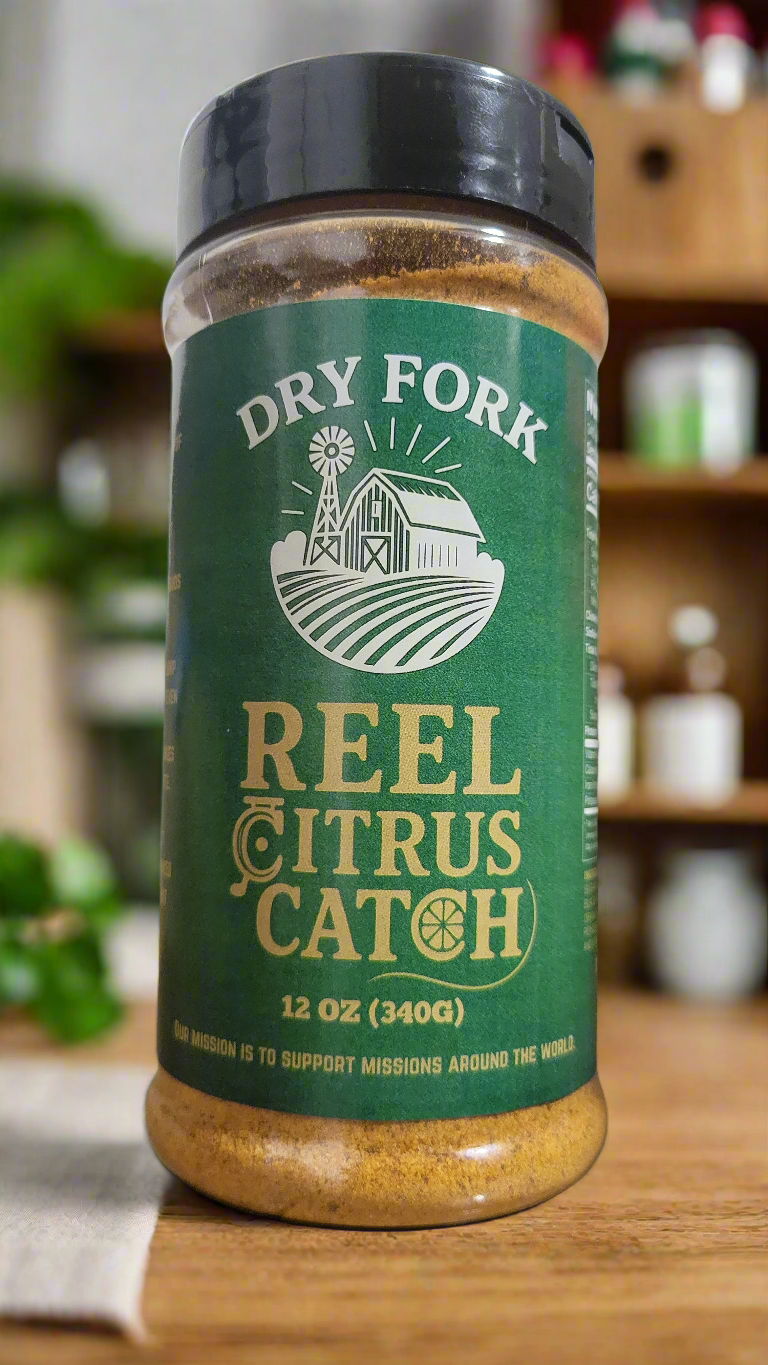 DRY FORK
REEL
CITRUS
CATCH
12 OZ (340G)
OUR MISSION IS TO SUPPORT MISSIONS AROUND THE WORLD.